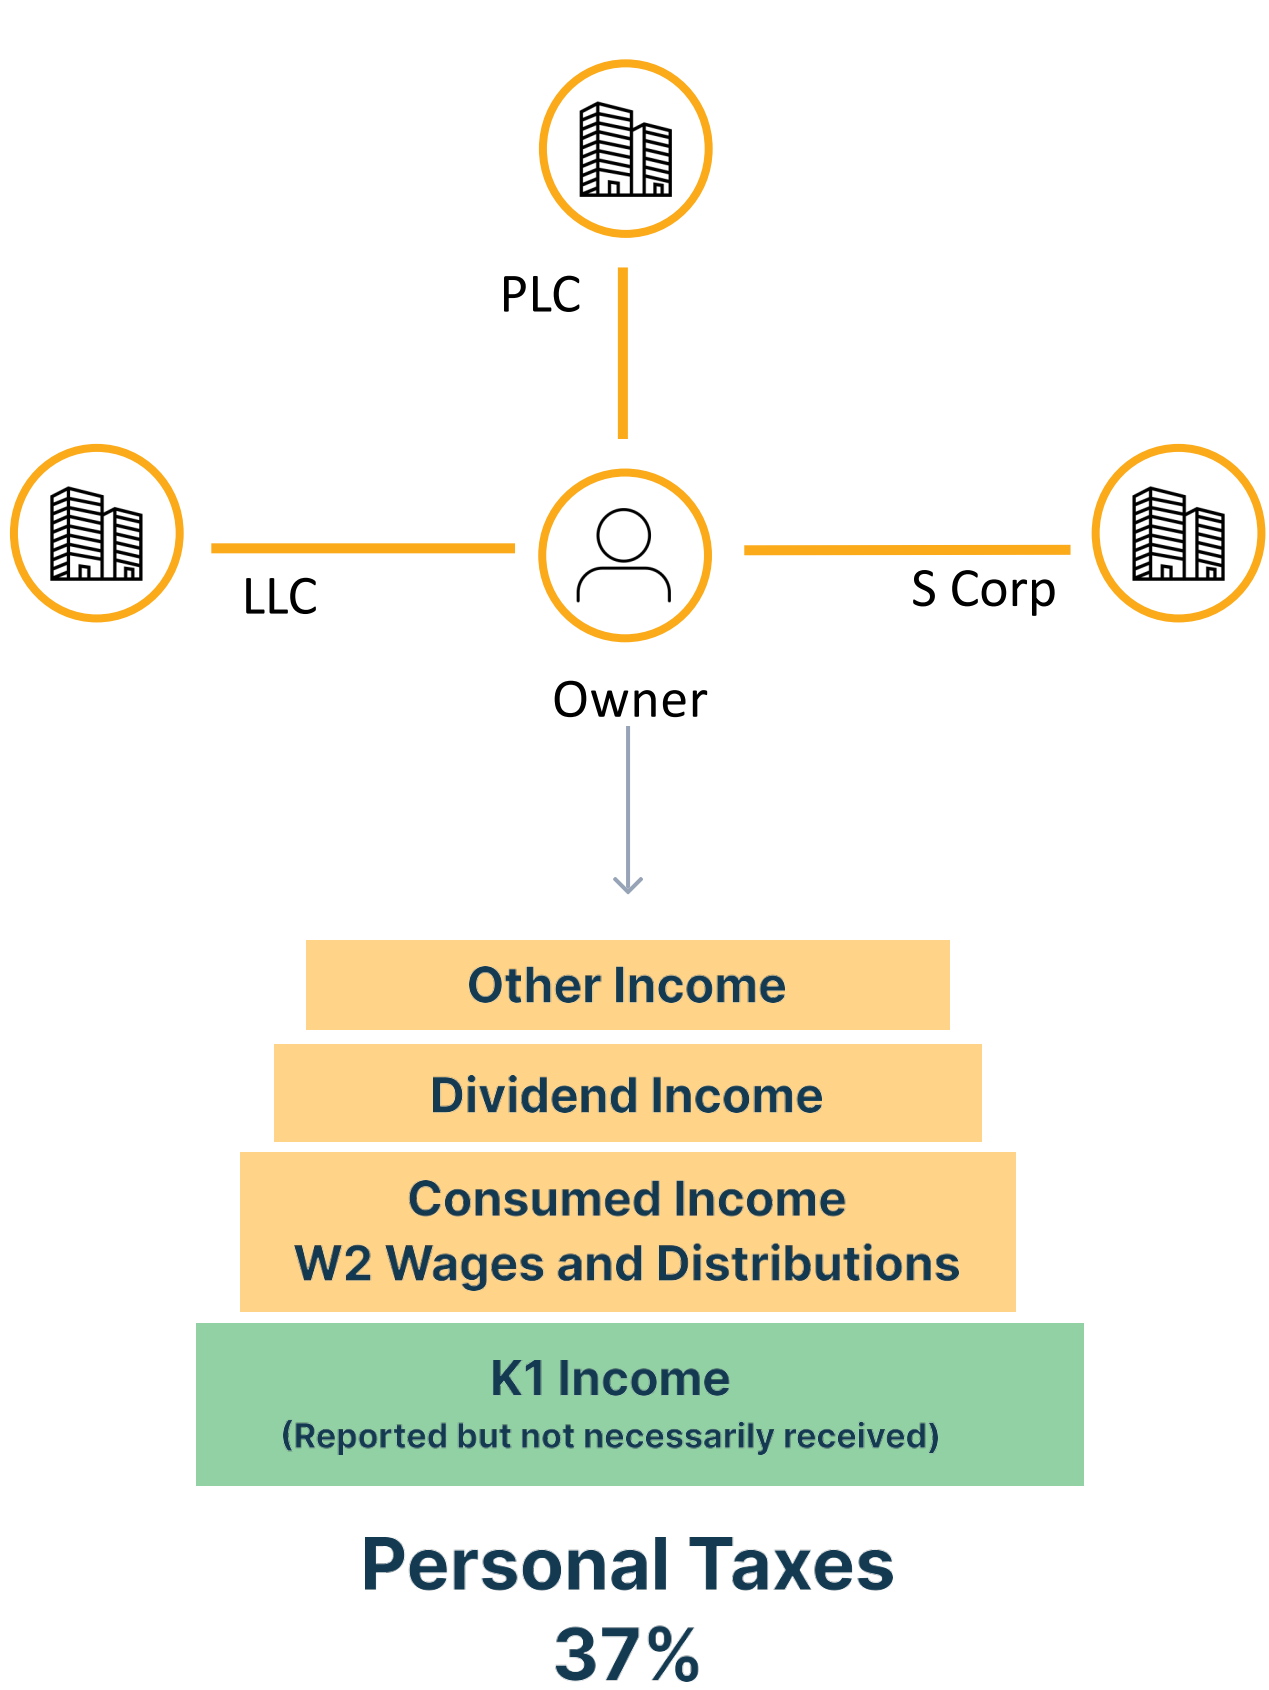 PLC
LLC
S Corp
Owner
Other Income
Dividend Income
Consumed Income
W2 Wages and Distributions
K1 Income
(Reported but not necessarily received)
Personal Taxes
37%